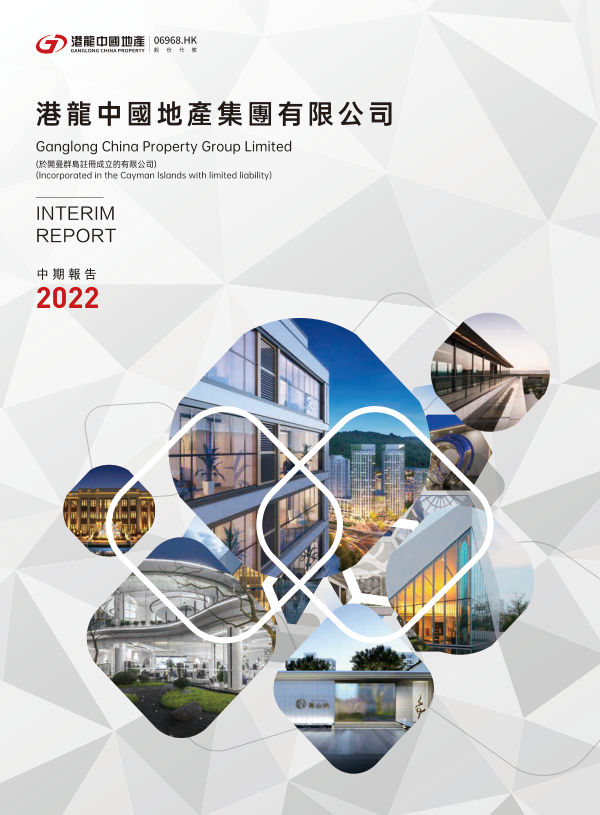 港龍中國地產
GANGLONG CHINA PROPERTY
06968.HK
股份代號
港龍中國地產集團有限公司
Ganglong China Property Group Limited
(於開曼群島註冊成立的有限公司)
(Incorporated in the Cayman Islands with limited liability)
INTERIM
REPORT
中期報告
2022